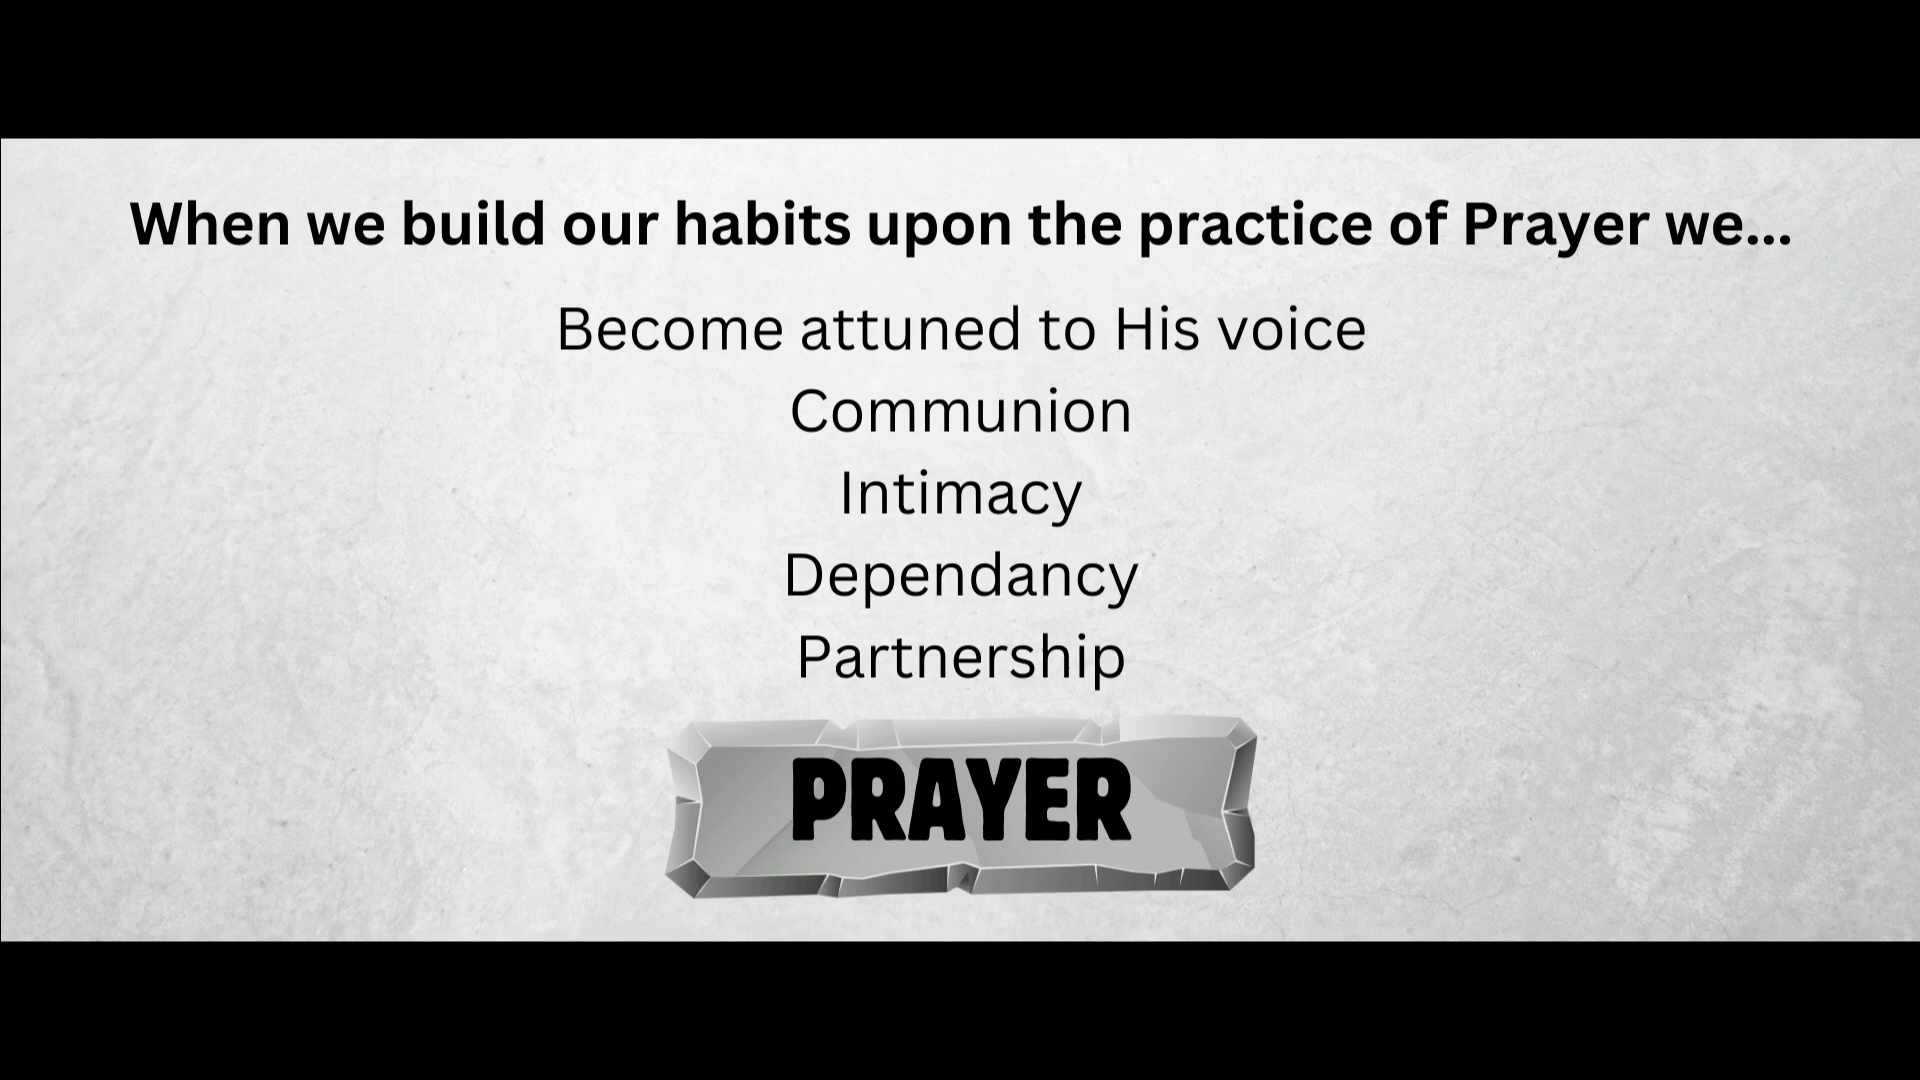 When we build our habits upon the practice of Prayer we...
Become attuned to His voice
Communion
Intimacy
Dependancy
Partnership
PRAYER